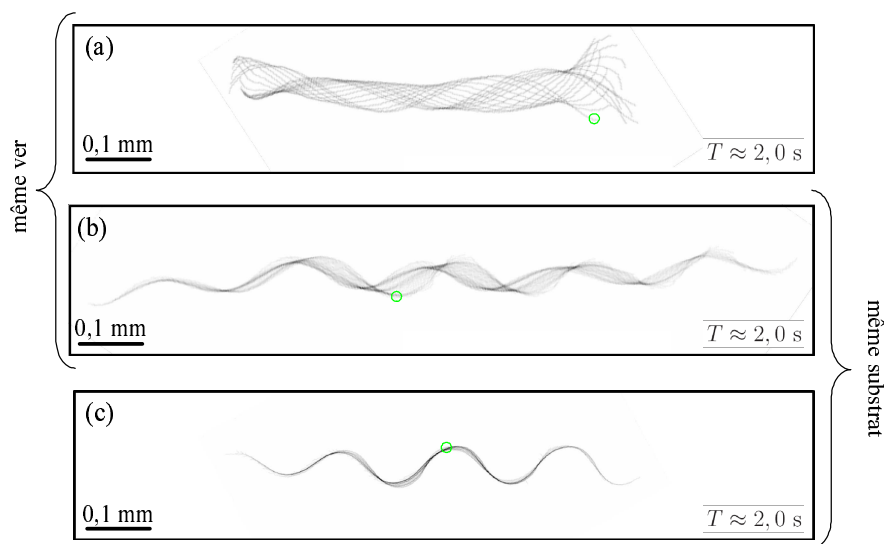 (a)
0,1 mm
T ≈ 2,0 s
même ver
(b)
0,1 mm
T ≈ 2,0 s
même substrat
(c)
0,1 mm
T ≈ 2,0 s